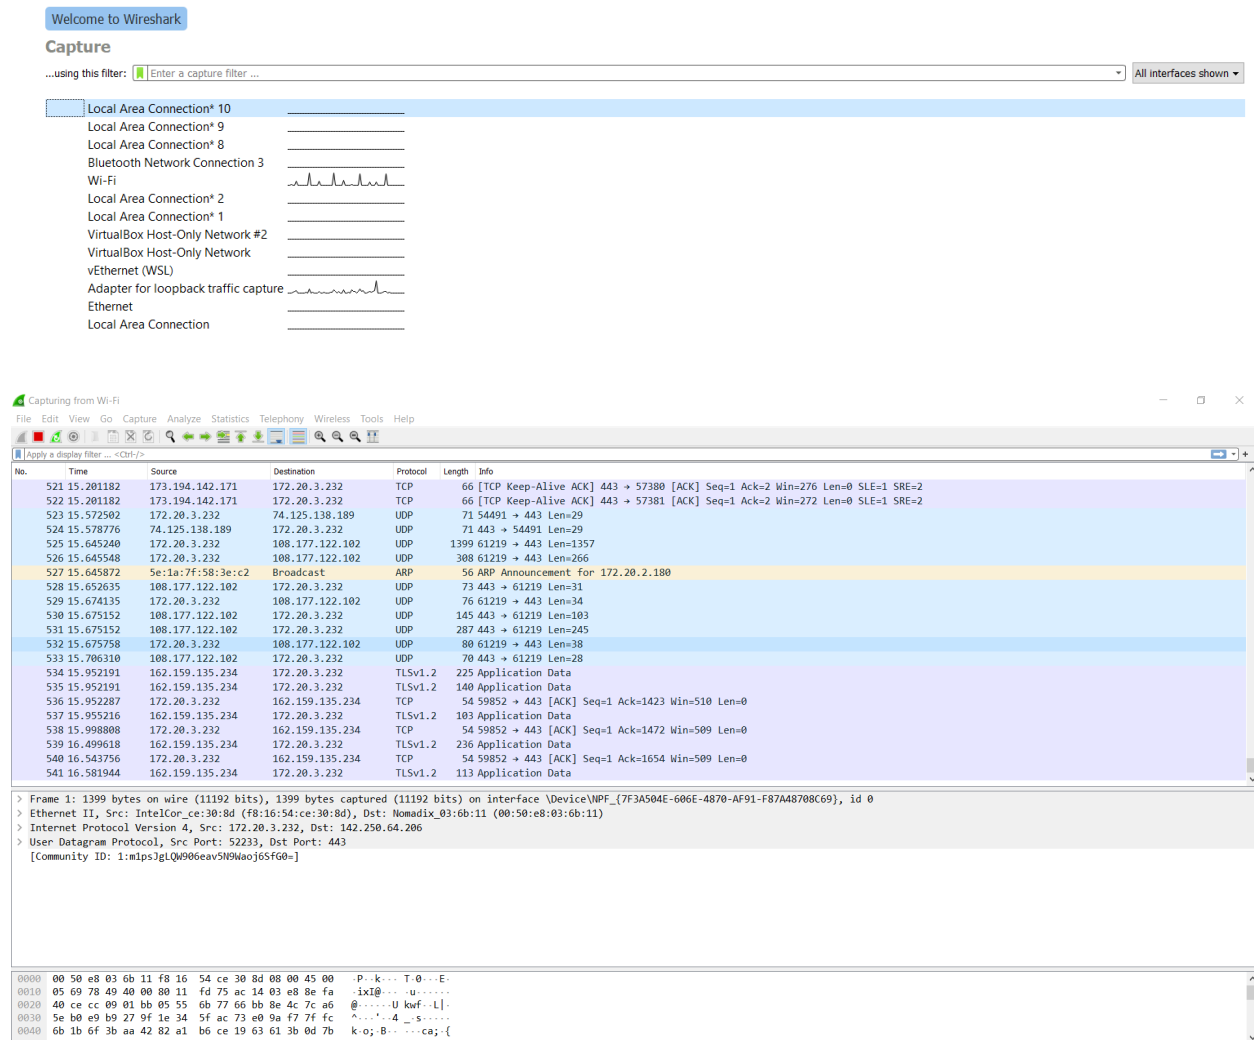 Welcome to Wireshark
Capture
...using this filter: Enter a capture filter ... All interfaces shown
Local Area Connection* 10
Local Area Connection* 9
Local Area Connection* 8
Bluetooth Network Connection 3
Wi-Fi
Local Area Connection* 2
Local Area Connection* 1
VirtualBox Host-Only Network #2
VirtualBox Host-Only Network
vEthernet (WSL)
Adapter for loopback traffic capture
Ethernet
Local Area Connection
Capturing from Wi-Fi
File Edit View Go Capture Analyze Statistics Telephony Wireless Tools Help
Apply a display filter ... <Ctrl-/>
No. Time Source Destination Protocol Length Info
521 15.201182 173.194.142.171 172.20.3.232 TCP 66 [TCP Keep-Alive ACK] 443 → 57380 [ACK] Seq=1 Ack=2 Win=276 Len=0 SLE=1 SRE=2
522 15.201182 173.194.142.171 172.20.3.232 TCP 66 [TCP Keep-Alive ACK] 443 → 57381 [ACK] Seq=1 Ack=2 Win=272 Len=0 SLE=1 SRE=2
523 15.572502 172.20.3.232 74.125.138.189 UDP 71 54491 → 443 Len=29
524 15.578776 74.125.138.189 172.20.3.232 UDP 71 443 → 54491 Len=29
525 15.645240 172.20.3.232 108.177.122.102 UDP 1399 61219 → 443 Len=1357
526 15.645548 172.20.3.232 108.177.122.102 UDP 308 61219 → 443 Len=266
527 15.645872 5e:1a:7f:58:3e:c2 Broadcast ARP 56 ARP Announcement for 172.20.2.180
528 15.652635 108.177.122.102 172.20.3.232 UDP 73 443 → 61219 Len=31
529 15.674135 172.20.3.232 108.177.122.102 UDP 76 61219 → 443 Len=34
530 15.675152 108.177.122.102 172.20.3.232 UDP 145 443 → 61219 Len=103
531 15.675152 108.177.122.102 172.20.3.232 UDP 287 443 → 61219 Len=245
532 15.675758 172.20.3.232 108.177.122.102 UDP 80 61219 → 443 Len=38
533 15.706310 108.177.122.102 172.20.3.232 UDP 70 443 → 61219 Len=28
534 15.952191 162.159.135.234 172.20.3.232 TLSv1.2 225 Application Data
535 15.952191 162.159.135.234 172.20.3.232 TLSv1.2 140 Application Data
536 15.952287 172.20.3.232 162.159.135.234 TCP 54 59852 → 443 [ACK] Seq=1 Ack=1423 Win=510 Len=0
537 15.955216 162.159.135.234 172.20.3.232 TLSv1.2 103 Application Data
538 15.998808 172.20.3.232 162.159.135.234 TCP 54 59852 → 443 [ACK] Seq=1 Ack=1472 Win=509 Len=0
539 16.499618 162.159.135.234 172.20.3.232 TLSv1.2 236 Application Data
540 16.543756 172.20.3.232 162.159.135.234 TCP 54 59852 → 443 [ACK] Seq=1 Ack=1654 Win=509 Len=0
541 16.581944 162.159.135.234 172.20.3.232 TLSv1.2 113 Application Data
> Frame 1: 1399 bytes on wire (11192 bits), 1399 bytes captured (11192 bits) on interface \Device\NPF_{7F3A504E-606E-4870-AF91-F87A48708C69}, id 0
> Ethernet II, Src: IntelCor_ce:30:8d (f8:16:54:ce:30:8d), Dst: Nomadix_03:6b:11 (00:50:e8:03:6b:11)
> Internet Protocol Version 4, Src: 172.20.3.232, Dst: 142.250.64.206
> User Datagram Protocol, Src Port: 52233, Dst Port: 443
[Community ID: 1:m1psJgLQW906eav5N9Waoj6SfG0=]
0000 00 50 e8 03 6b 11 f8 16 54 ce 30 8d 08 00 45 00 ·P··k··· T·0···E·
0010 05 69 78 49 40 00 80 11 fd 75 ac 14 03 e8 8e fa ·ixI@··· ·u······
0020 40 ce cc 09 01 bb 05 55 6b 77 66 bb 8e 4c 7c a6 @······U kwf··L|·
0030 5e b0 e9 b9 27 9f 1e 34 5f ac 73 e0 9a f7 7f fc ^···'··4 _·s·····
0040 6b 1b 6f 3b aa 42 82 a1 b6 ce 19 63 61 3b 0d 7b k·o;·B·· ···ca;·{